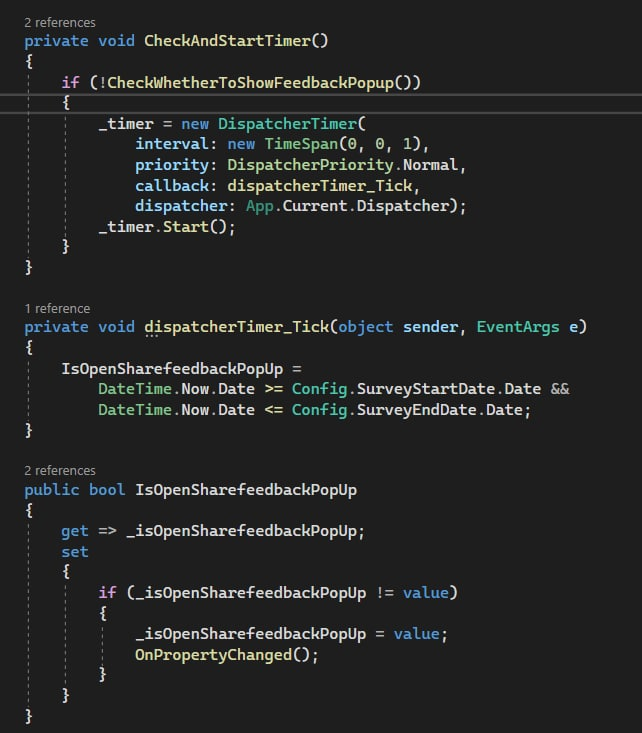 2 references
private void CheckAndStartTimer()
{
if (!CheckWhetherToShowFeedbackPopup())
{
_timer = new DispatcherTimer(
interval: new TimeSpan(0, 0, 1),
priority: DispatcherPriority.Normal,
callback: dispatcherTimer_Tick,
dispatcher: App.Current.Dispatcher);
_timer.Start();
}
}
1 reference
private void dispatcherTimer_Tick(object sender, EventArgs e)
{
IsOpenSharefeedbackPopUp =
DateTime.Now.Date >= Config.SurveyStartDate.Date &&
DateTime.Now.Date <= Config.SurveyEndDate.Date;
}
2 references
public bool IsOpenSharefeedbackPopUp
{
get => _isOpenSharefeedbackPopUp;
set
{
if (_isOpenSharefeedbackPopUp != value)
{
_isOpenSharefeedbackPopUp = value;
OnPropertyChanged();
}
}
}